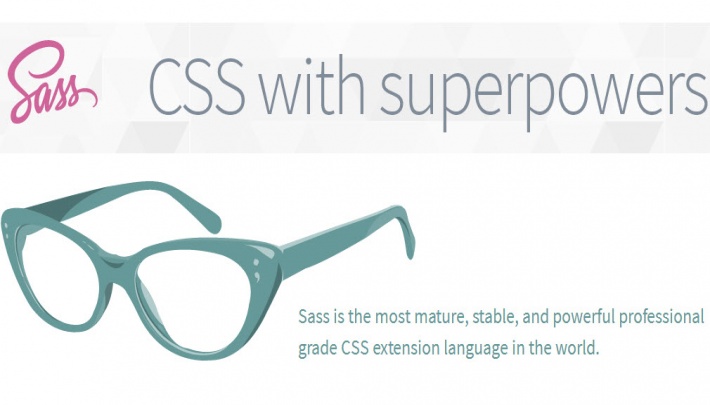 Sass
CSS with superpowers
Sass is the most mature, stable, and powerful professional
grade CSS extension language in the world.